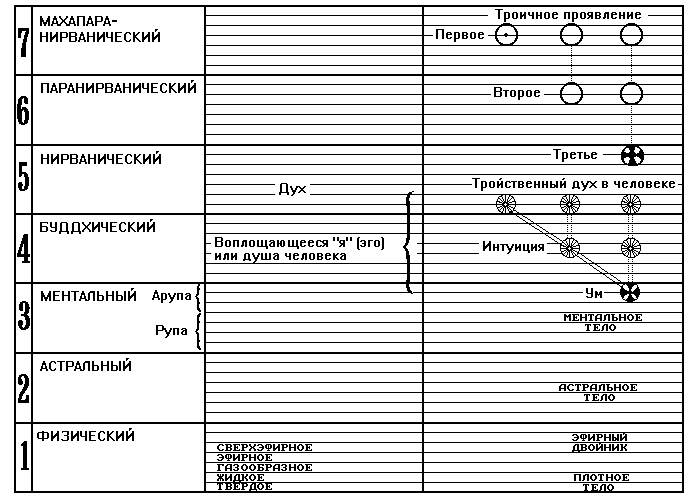 7
МАХАПАРА-
НИРВАНИЧЕСКИЙ
Троичное проявление
Первое
6
ПАРАНИРВАНИЧЕСКИЙ
Второе
5
НИРВАНИЧЕСКИЙ
Третье
Дух
Тройственный дух в человеке
4
БУДДХИЧЕСКИЙ
Воплощающееся "я" (эго)
или душа человека
Интуиция
3
МЕНТАЛЬНЫЙ Арупа
Рупа
Ум
МЕНТАЛЬНОЕ
ТЕЛО
2
АСТРАЛЬНЫЙ
АСТРАЛЬНОЕ
ТЕЛО
1
ФИЗИЧЕСКИЙ
СВЕРХЭФИРНОЕ
ЭФИРНОЕ
ГАЗООБРАЗНОЕ
ЖИДКОЕ
ТВЕРДОЕ
ЭФИРНЫЙ
ДВОЙНИК
ПЛОТНОЕ
ТЕЛО